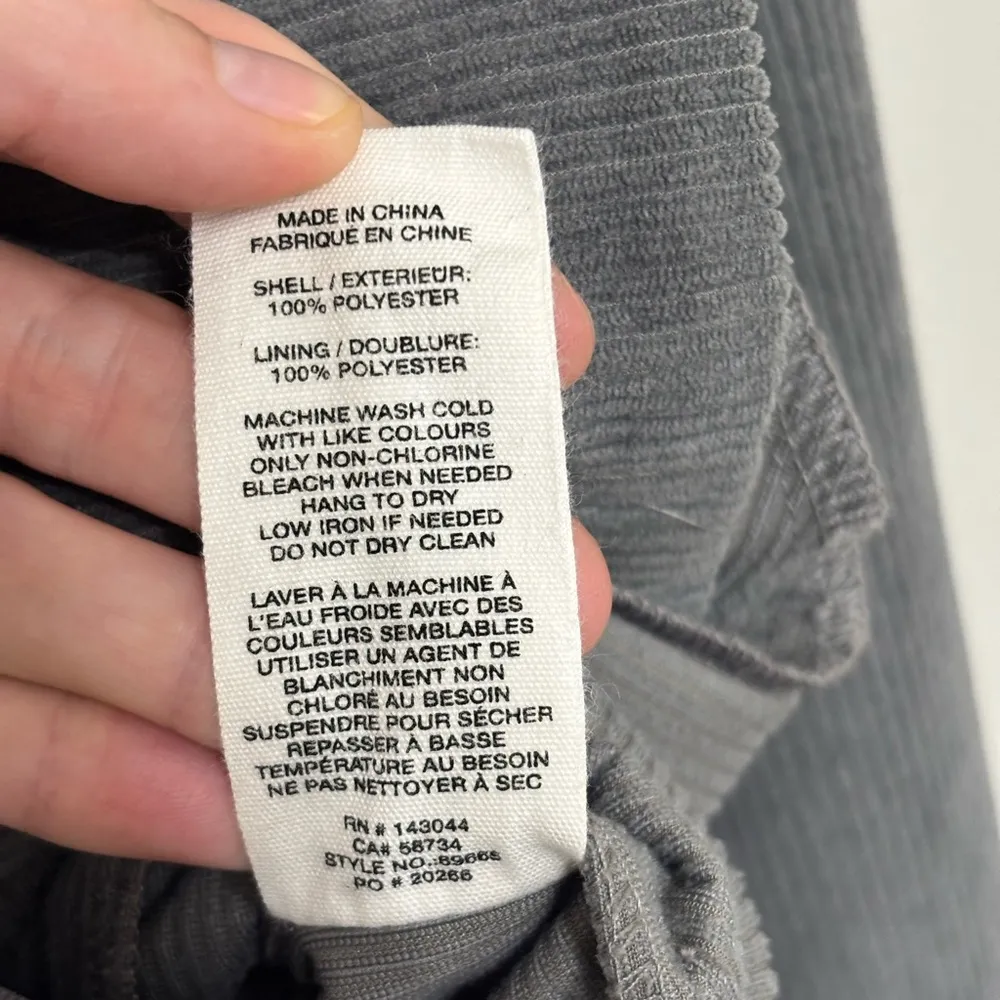 MADE IN CHINA
FABRIQUE EN CHINE
SHELL / EXTERIEUR:
100% POLYESTER
LINING / DOUBLURE:
100% POLYESTER
MACHINE WASH COLD
WITH LIKE COLOURS
ONLY NON-CHLORINE
BLEACH WHEN NEEDED
HANG TO DRY
LOW IRON IF NEEDED
DO NOT DRY CLEAN
LAVER À LA MACHINE À
L'EAU FROIDE AVEC DES
COULEURS SEMBLABLES
UTILISER UN AGENT DE
BLANCHIMENT NON
CHLORÉ AU BESOIN
SUSPENDRE POUR SÉCHER
REPASSER À BASSE
TEMPÉRATURE AU BESOIN
NE PAS NETTOYER À SEC
RN # 143044
CA# 58734
STYLE NO.:
PO # 20266